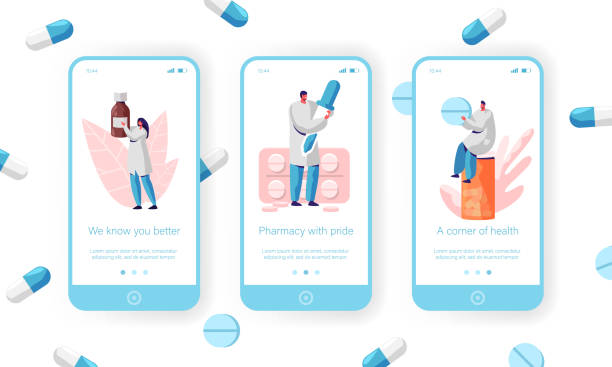 10:44
We know you better
Lorem ipsum dolor sit amet, consectetur
adipiscing elit, sed do eiusmod tempor
10:44
Pharmacy with pride
Lorem ipsum dolor sit amet, consectetur
adipiscing elit, sed do eiusmod tempor
10:44
A corner of health
Lorem ipsum dolor sit amet, consectetur
adipiscing elit, sed do eiusmod tempor